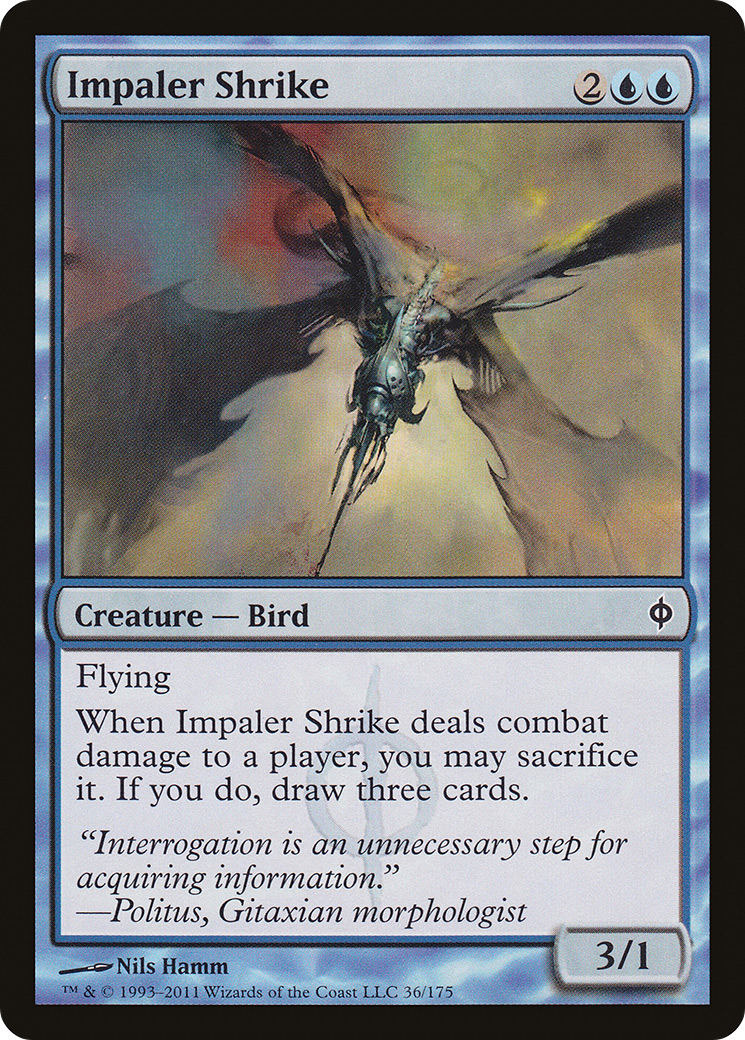 Impaler Shrike 2
Creature — Bird
Flying
When Impaler Shrike deals combat
damage to a player, you may sacrifice
it. If you do, draw three cards.
“Interrogation is an unnecessary step for
acquiring information.”
—Politus, Gitaxian morphologist
3/1
Nils Hamm
™ & © 1993–2011 Wizards of the Coast LLC 36/175